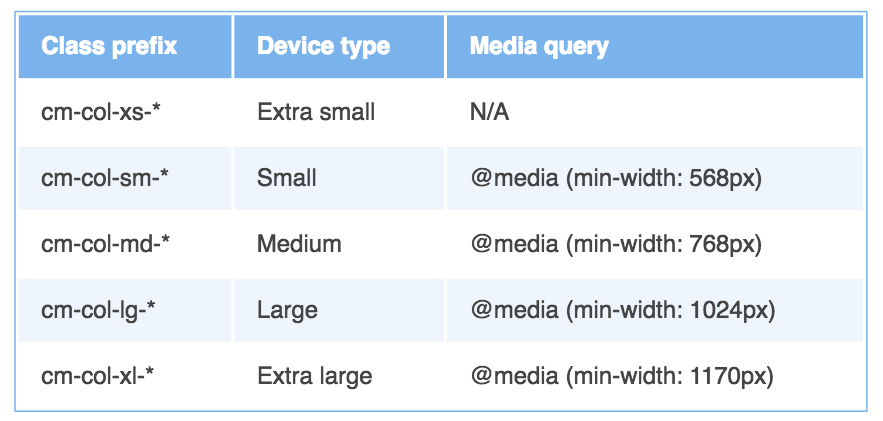 Class prefix Device type Media query
cm-col-xs-* Extra small N/A
cm-col-sm-* Small @media (min-width: 568px)
cm-col-md-* Medium @media (min-width: 768px)
cm-col-lg-* Large @media (min-width: 1024px)
cm-col-xl-* Extra large @media (min-width: 1170px)